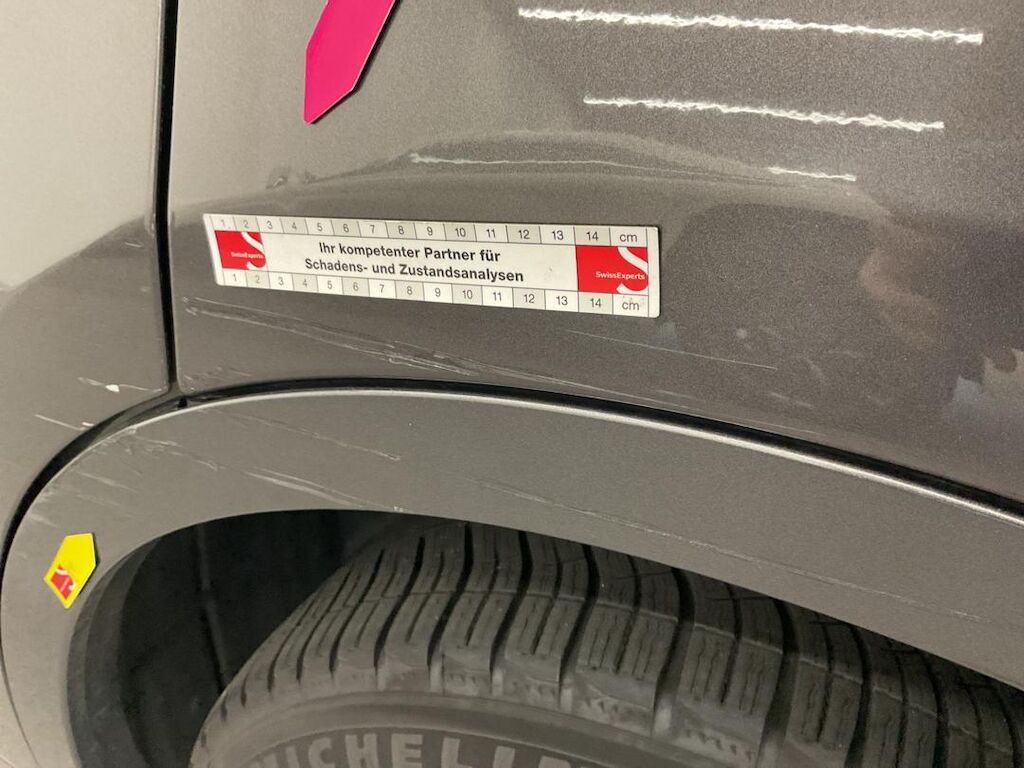 1 2 3 4 5 6 7 8 9 10 11 12 13 14 cm
SwissExperts
Ihr kompetenter Partner für
Schadens- und Zustandsanalysen
SwissExperts
1 2 3 4 5 6 7 8 9 10 11 12 13 14 cm
MICHELIN